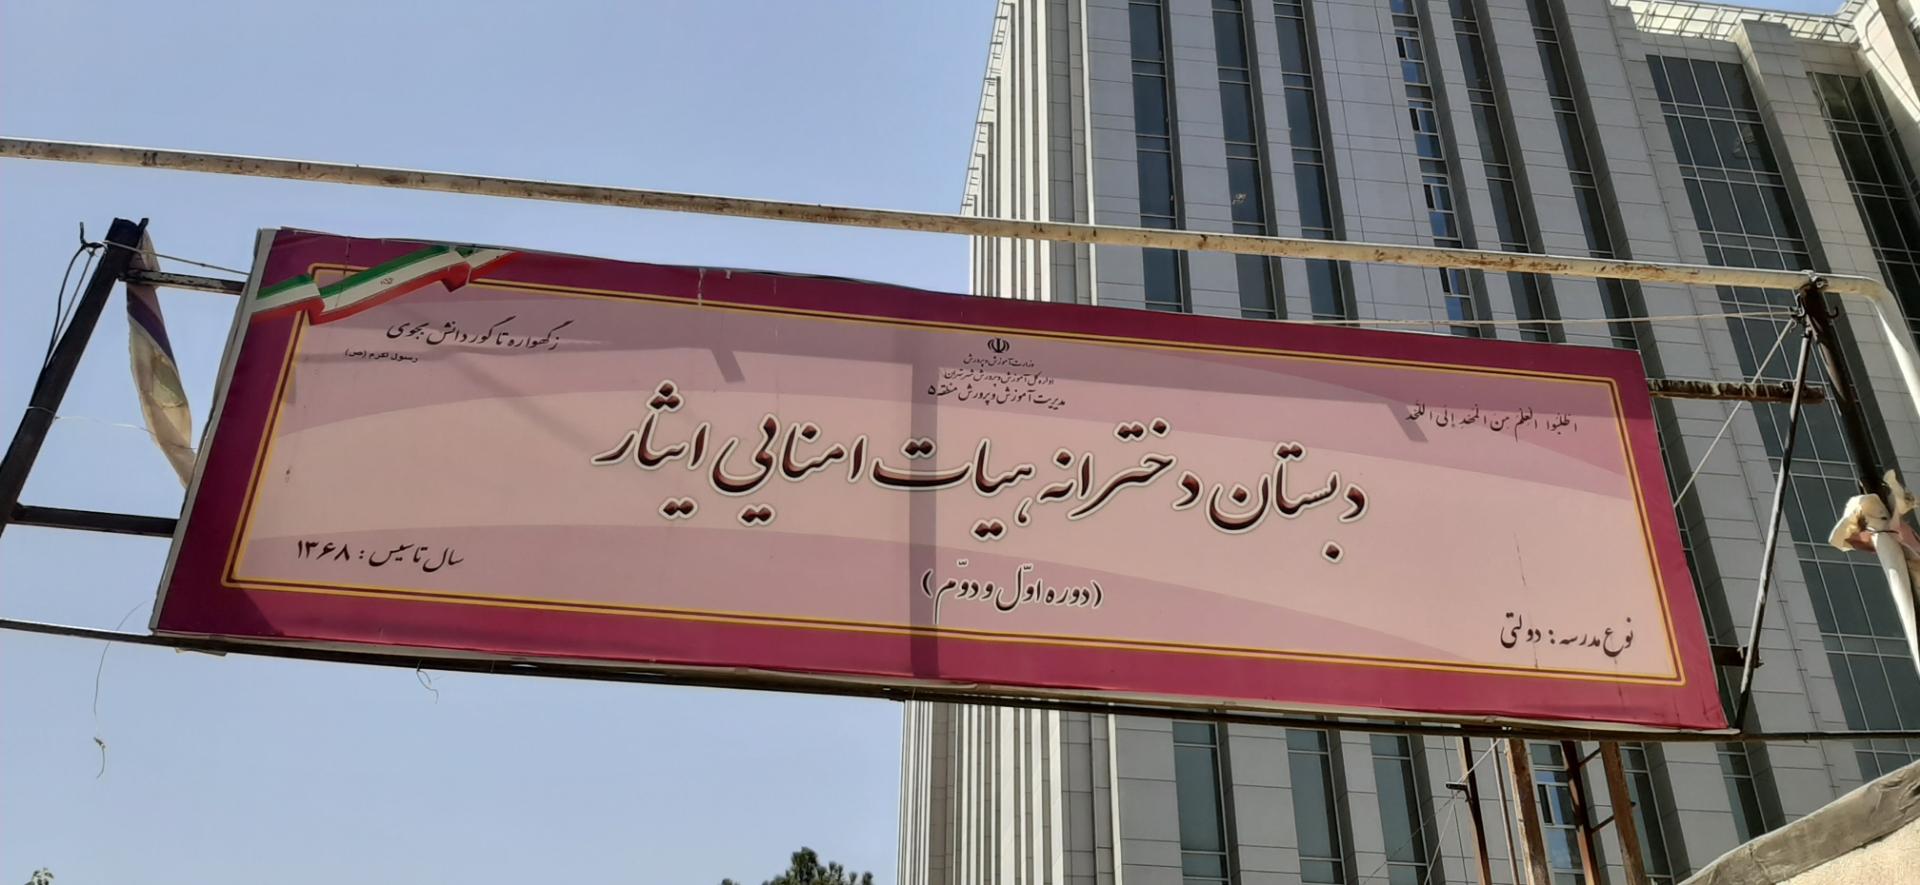 وزارت آموزش و پرورش
اداره کل آموزش و پرورش شهر تهران
مدیریت آموزش و پرورش منطقه ۵
اطلبوا العلم من المهد إلی اللحد
زگهواره تا گور دانش بجوی
رسول اکرم (ص)
دبستان دخترانه هیات امنایی ایثار
(دوره اوّل و دوّم)
نوع مدرسه : دولتی
سال تاسیس : ۱۳۶۸